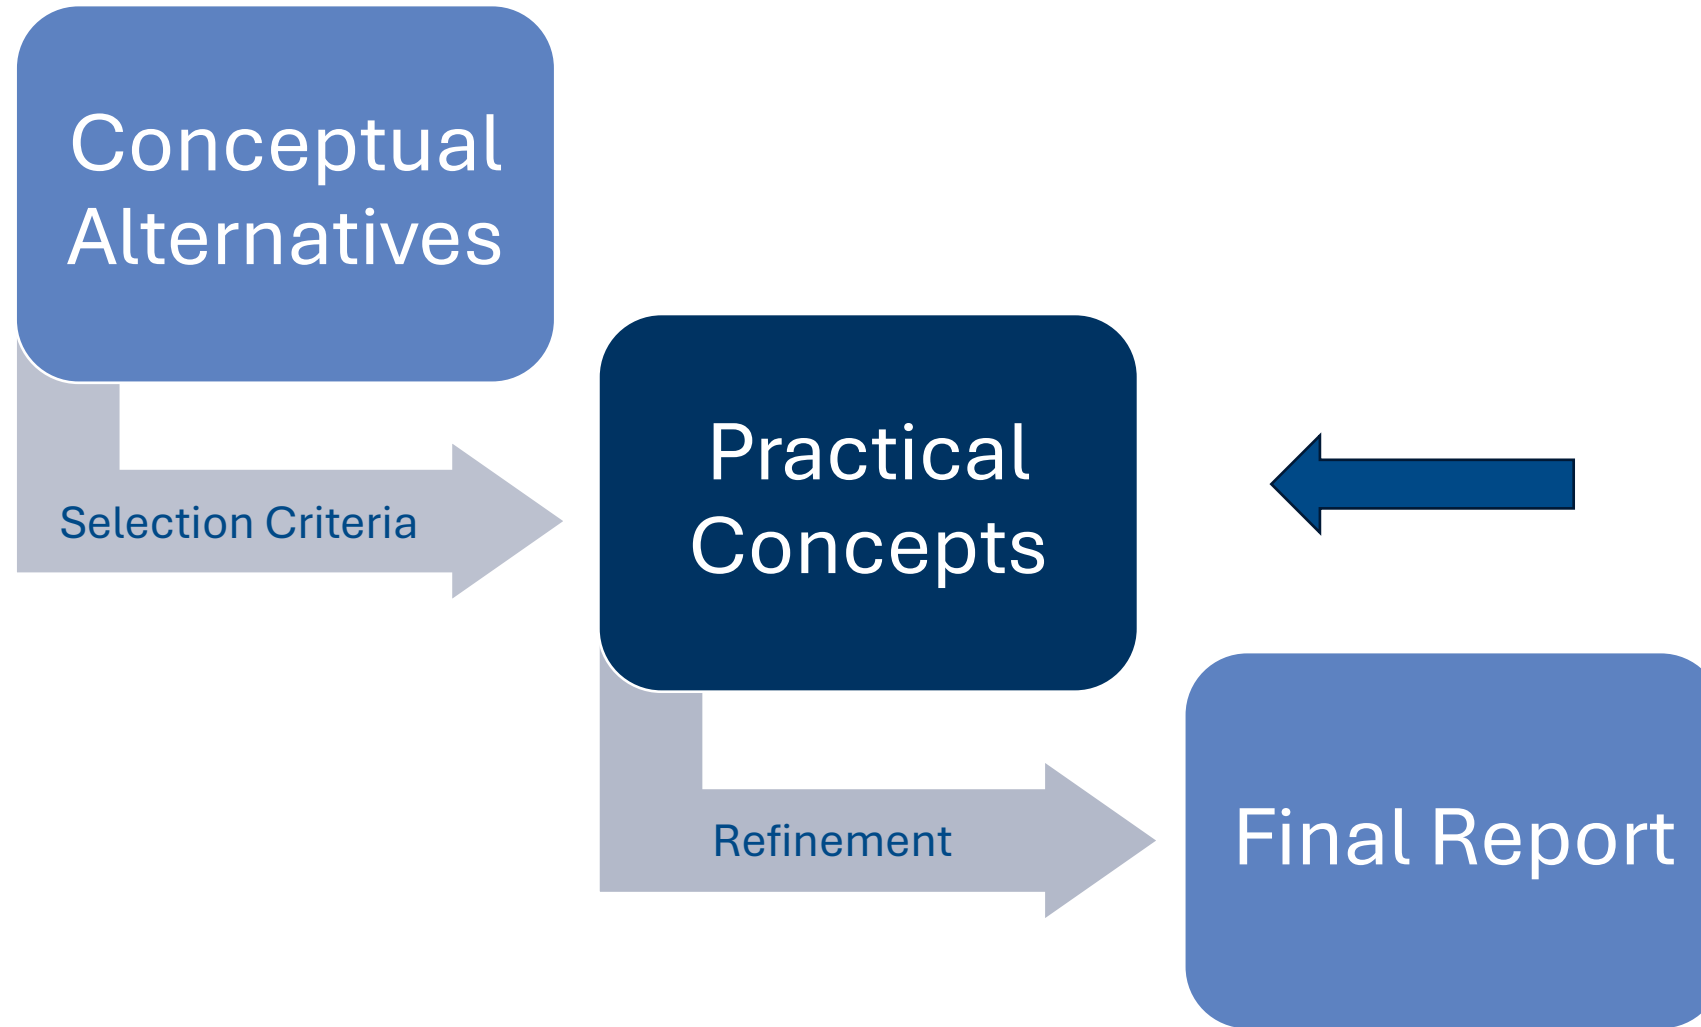 Conceptual
Alternatives
Selection Criteria
Practical
Concepts
Refinement
Final Report